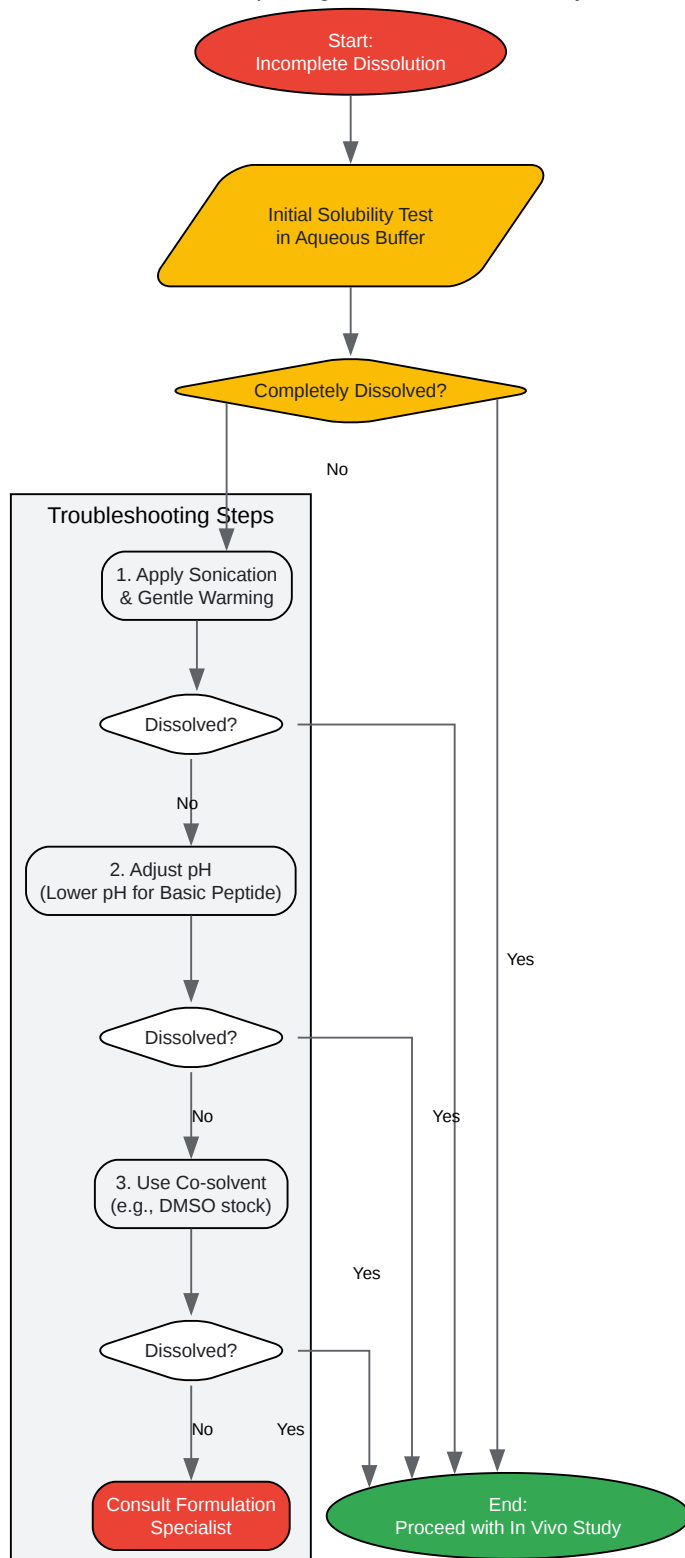 Start:
Incomplete Dissolution
Initial Solubility Test
in Aqueous Buffer
Completely Dissolved?
No
Troubleshooting Steps
1. Apply Sonication
& Gentle Warming
Dissolved?
No
2. Adjust pH
(Lower pH for Basic Peptide)
Yes
Dissolved?
No
Yes
3. Use Co-solvent
(e.g., DMSO stock)
Yes
Dissolved?
No
Yes
Consult Formulation
Specialist
End:
Proceed with In Vivo Study